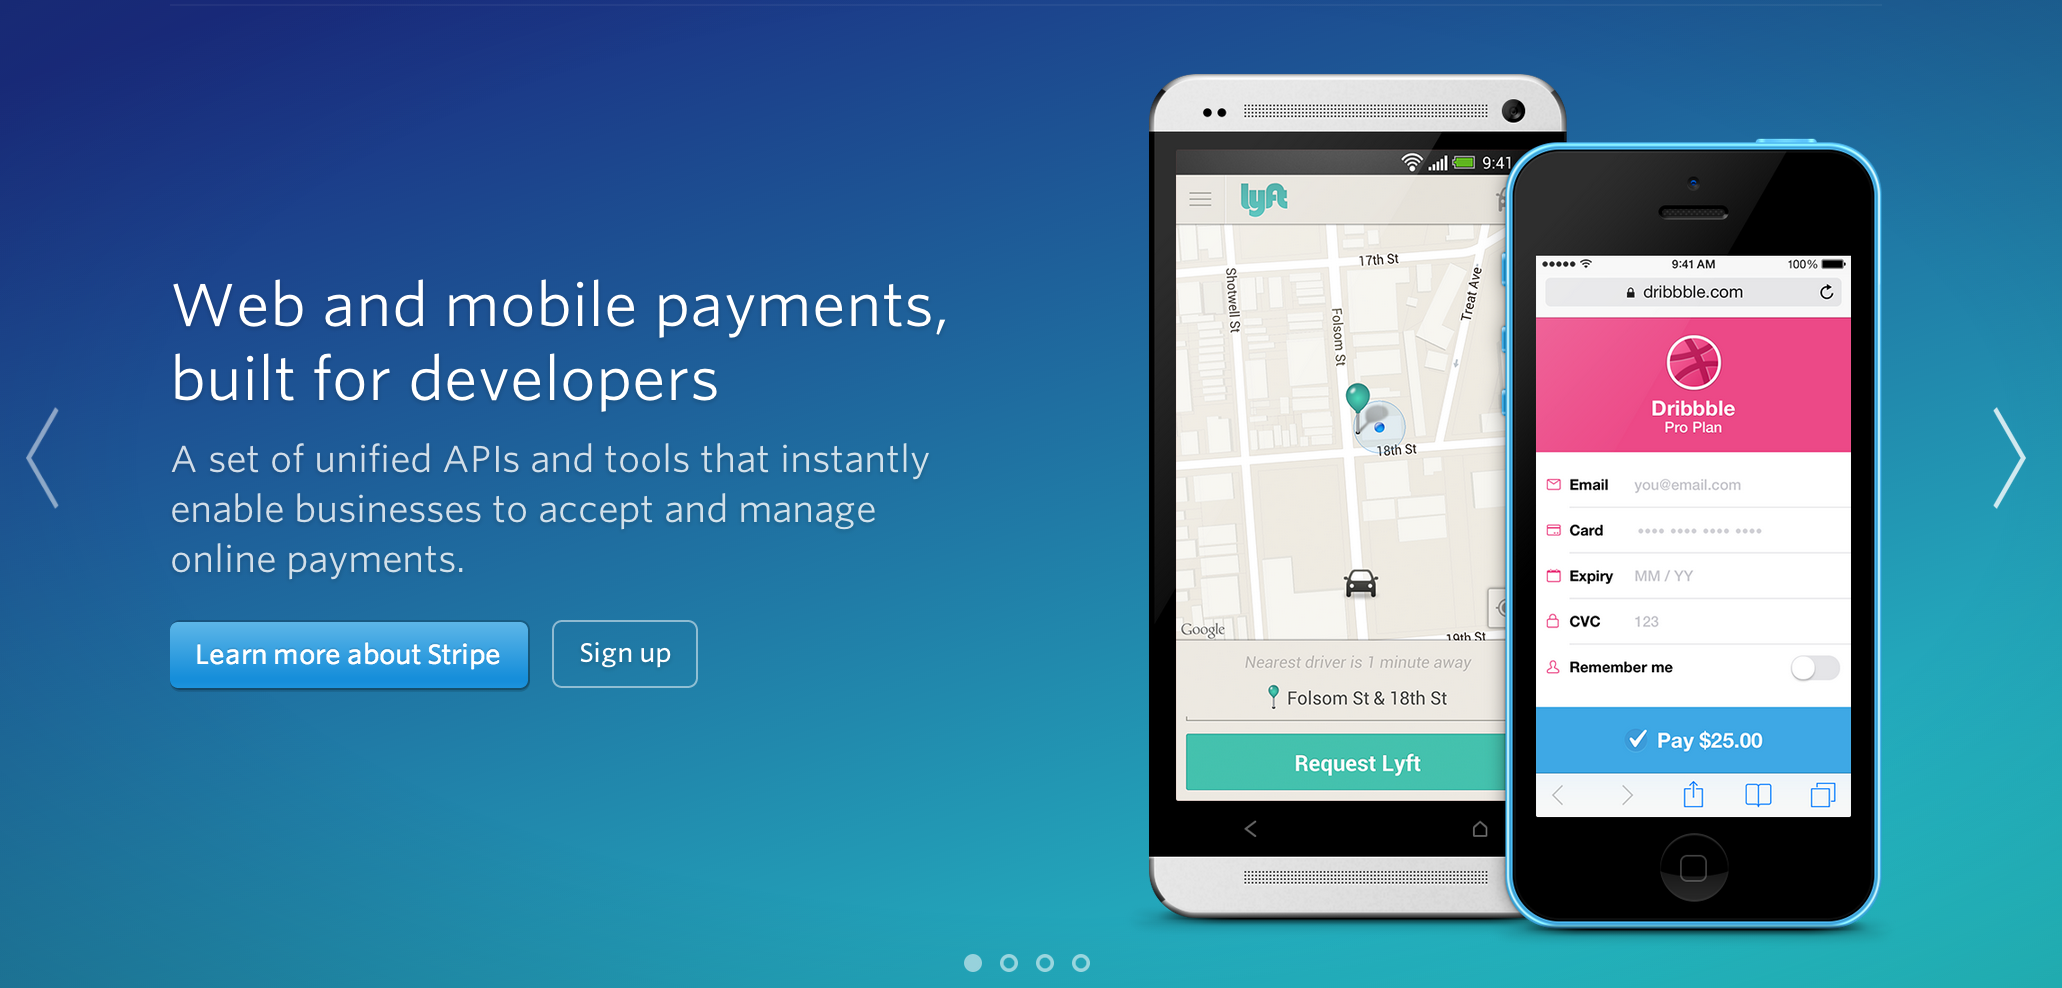 Web and mobile payments,
built for developers
A set of unified APIs and tools that instantly
enable businesses to accept and manage
online payments.
Learn more about Stripe
Sign up
9:41
lyft
17th St
Shotwell St
Folsom St
Treat Ave
18th St
19th St
Google
Nearest driver is 1 minute away
Folsom St & 18th St
Request Lyft
9:41 AM
100%
dribbble.com
Dribbble
Pro Plan
Email you@email.com
Card •••• •••• •••• ••••
Expiry MM / YY
CVC 123
Remember me
Pay $25.00